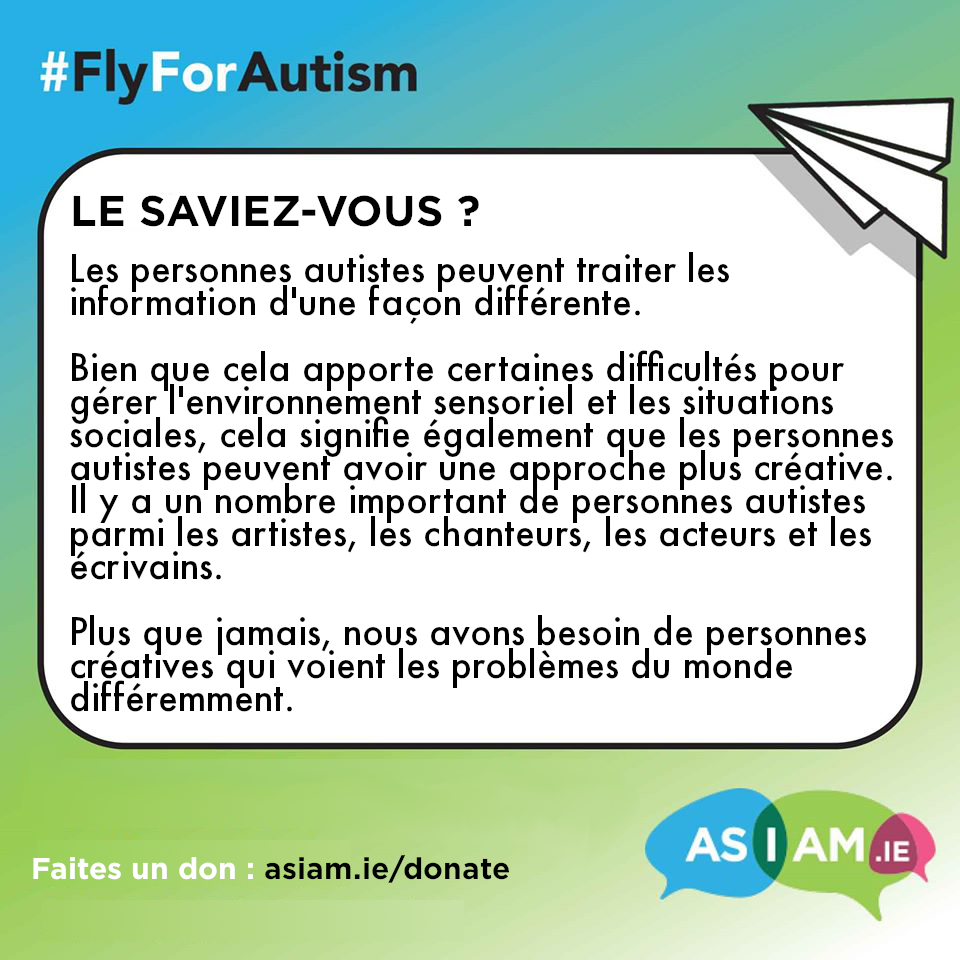 #FlyForAutism
LE SAVIEZ-VOUS ?
Les personnes autistes peuvent traiter les
information d'une façon différente.
Bien que cela apporte certaines difficultés pour
gérer l'environnement sensoriel et les situations
sociales, cela signifie également que les personnes
autistes peuvent avoir une approche plus créative.
Il y a un nombre important de personnes autistes
parmi les artistes, les chanteurs, les acteurs et les
écrivains.
Plus que jamais, nous avons besoin de personnes
créatives qui voient les problèmes du monde
différemment.
AS I AM.IE
Faites un don : asiam.ie/donate